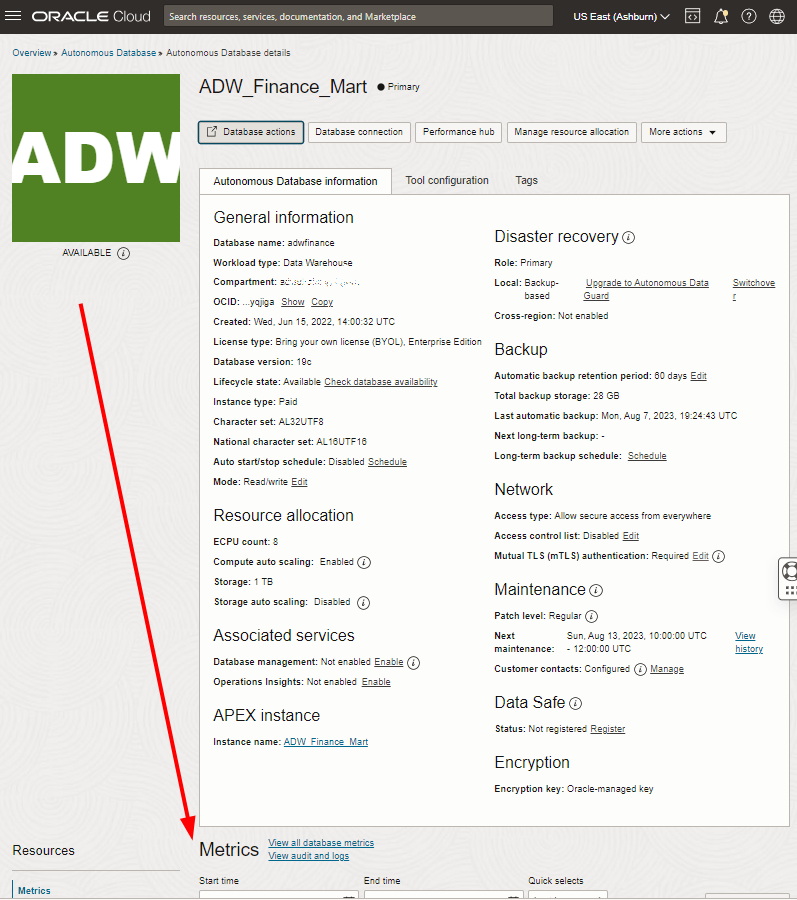 ORACLE Cloud
Search resources, services, documentation, and Marketplace
US East (Ashburn)
Overview » Autonomous Database » Autonomous Database details
ADW
AVAILABLE
ADW_Finance_Mart
Primary
Database actions
Database connection
Performance hub
Manage resource allocation
More actions
Autonomous Database information
Tool configuration
Tags
General information
Database name: adwfinance
Workload type: Data Warehouse
Compartment:
OCID: ...yqjiga Show Copy
Created: Wed, Jun 15, 2022, 14:00:32 UTC
License type: Bring your own license (BYOL), Enterprise Edition
Database version: 19c
Lifecycle state: Available Check database availability
Instance type: Paid
Character set: AL32UTF8
National character set: AL16UTF16
Auto start/stop schedule: Disabled Schedule
Mode: Read/write Edit
Resource allocation
ECPU count: 8
Compute auto scaling: Enabled
Storage: 1 TB
Storage auto scaling: Disabled
Associated services
Database management: Not enabled Enable
Operations Insights: Not enabled Enable
APEX instance
Instance name: ADW_Finance_Mart
Disaster recovery
Role: Primary
Local: Backup-based Upgrade to Autonomous Data Guard Switchover
Cross-region: Not enabled
Backup
Automatic backup retention period: 60 days Edit
Total backup storage: 28 GB
Last automatic backup: Mon, Aug 7, 2023, 19:24:43 UTC
Next long-term backup: -
Long-term backup schedule: Schedule
Network
Access type: Allow secure access from everywhere
Access control list: Disabled Edit
Mutual TLS (mTLS) authentication: Required Edit
Maintenance
Patch level: Regular
Next maintenance: Sun, Aug 13, 2023, 10:00:00 UTC - 12:00:00 UTC View history
Customer contacts: Configured Manage
Data Safe
Status: Not registered Register
Encryption
Encryption key: Oracle-managed key
Resources
Metrics
Metrics
View all database metrics
View audit and logs
Start time
End time
Quick selects